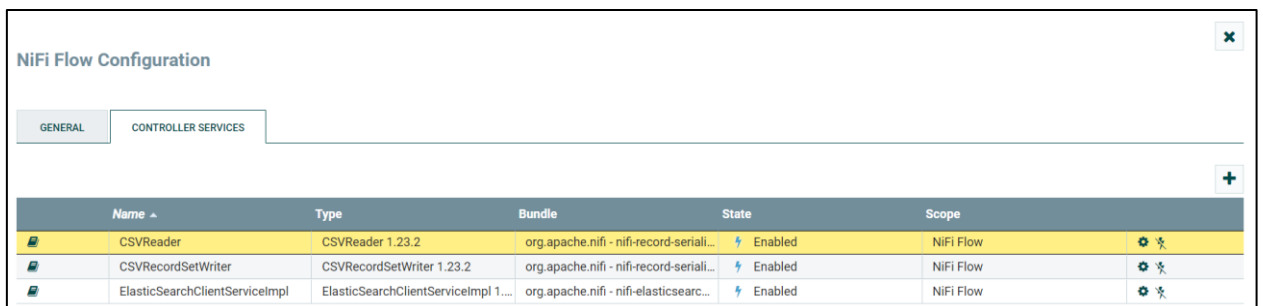 NiFi Flow Configuration
GENERAL CONTROLLER SERVICES
Name Type Bundle State Scope
CSVReader CSVReader 1.23.2 org.apache.nifi - nifi-record-seriali... Enabled NiFi Flow
CSVRecordSetWriter CSVRecordSetWriter 1.23.2 org.apache.nifi - nifi-record-seriali... Enabled NiFi Flow
ElasticSearchClientServiceImpl ElasticSearchClientServiceImpl 1.... org.apache.nifi - nifi-elasticsearc... Enabled NiFi Flow